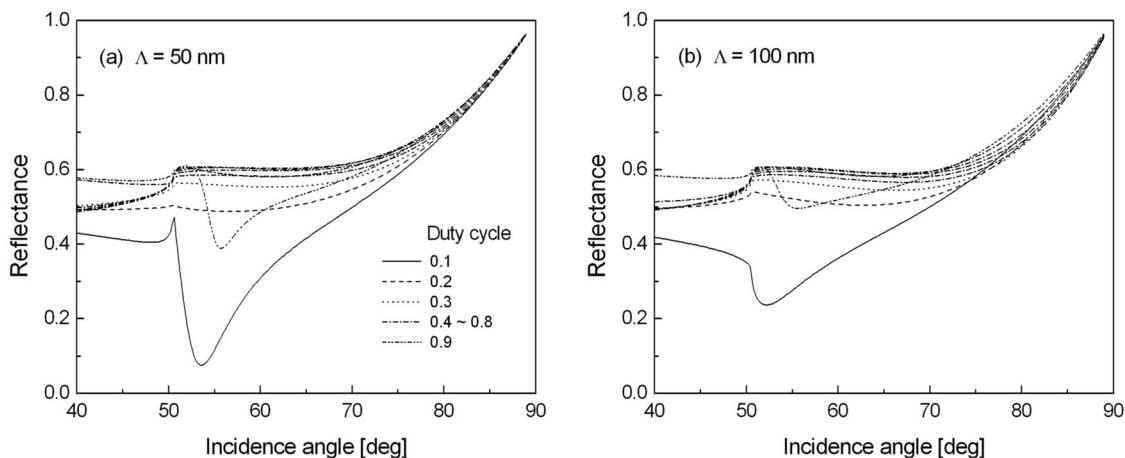 (a) Λ = 50 nm
Reflectance
1.0
0.8
0.6
0.4
0.2
0.0
Duty cycle
0.1
0.2
0.3
0.4 ~ 0.8
0.9
40 50 60 70 80 90
Incidence angle [deg]
(b) Λ = 100 nm
Reflectance
1.0
0.8
0.6
0.4
0.2
0.0
40 50 60 70 80 90
Incidence angle [deg]